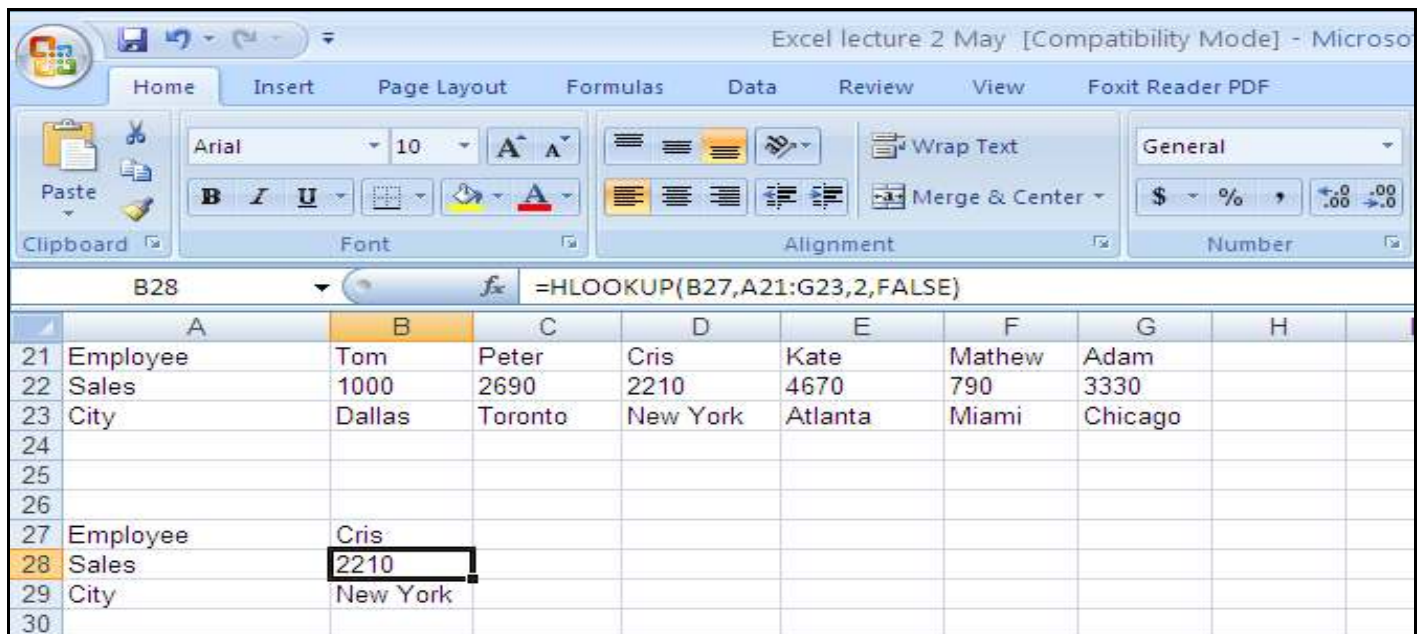 Excel lecture 2 May [Compatibility Mode] - Microso
Home Insert Page Layout Formulas Data Review View Foxit Reader PDF
Arial 10 A A Wrap Text General
Paste B I U A Merge & Center $ % , .0 .00 .00 .0
Clipboard Font Alignment Number
B28 fx =HLOOKUP(B27,A21:G23,2,FALSE)
A B C D E F G H
21 Employee Tom Peter Cris Kate Mathew Adam
22 Sales 1000 2690 2210 4670 790 3330
23 City Dallas Toronto New York Atlanta Miami Chicago
24
25
26
27 Employee Cris
28 Sales 2210
29 City New York
30